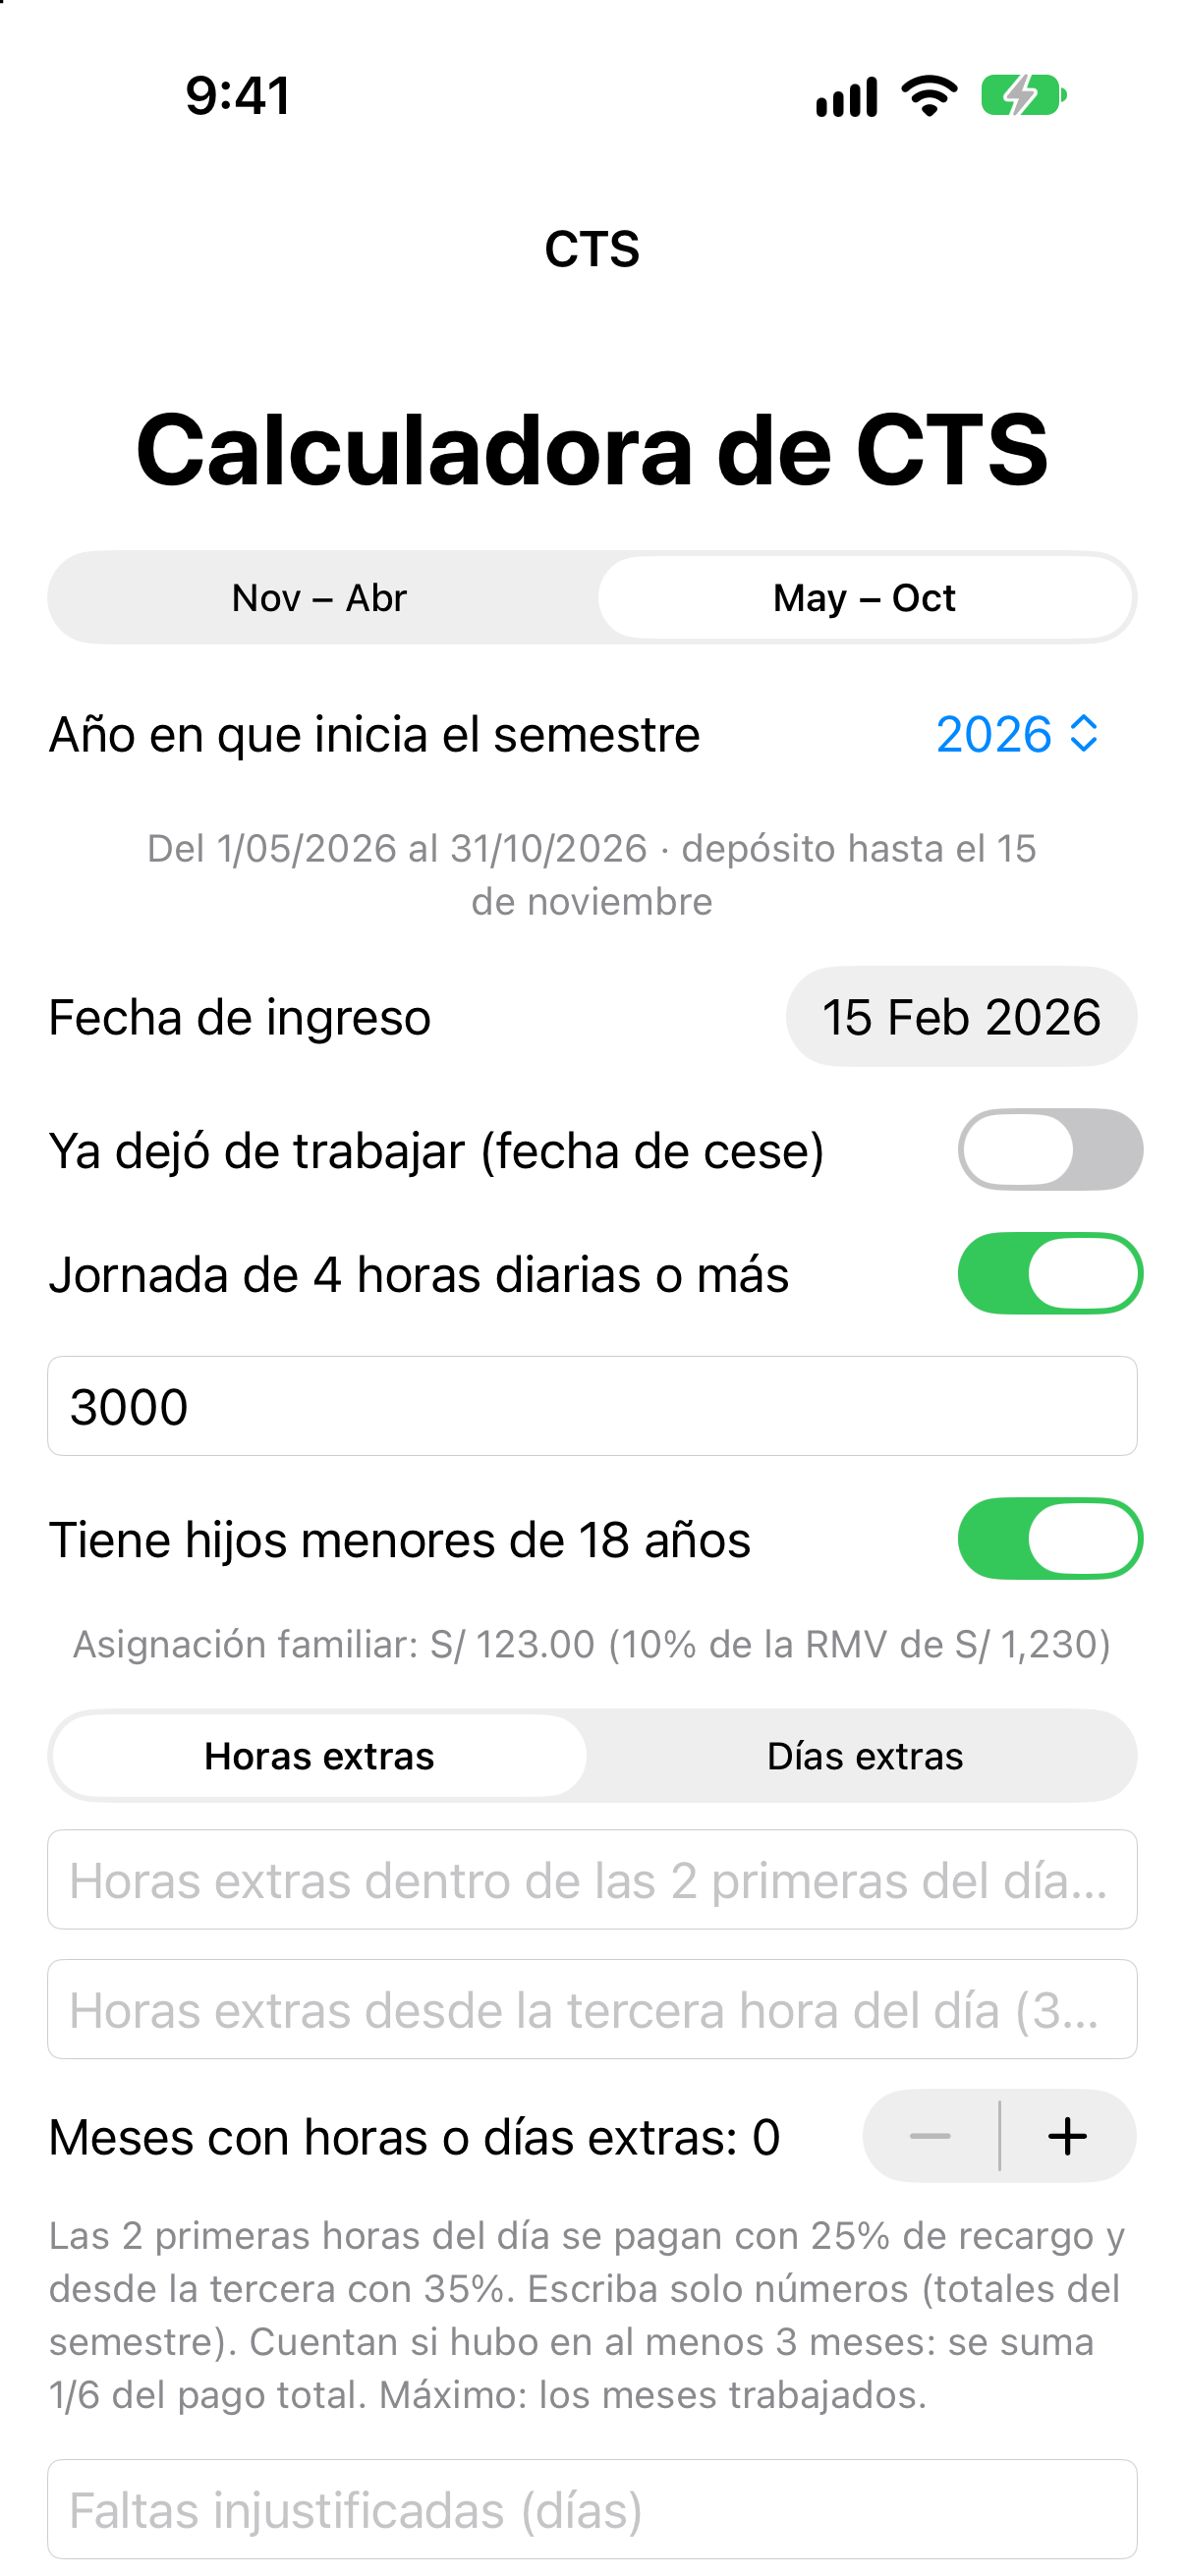 9:41
CTS
Calculadora de CTS
Nov – Abr
May – Oct
Año en que inicia el semestre
2026
Del 1/05/2026 al 31/10/2026 · depósito hasta el 15
de noviembre
Fecha de ingreso
15 Feb 2026
Ya dejó de trabajar (fecha de cese)
Jornada de 4 horas diarias o más
3000
Tiene hijos menores de 18 años
Asignación familiar: S/ 123.00 (10% de la RMV de S/ 1,230)
Horas extras
Días extras
Horas extras dentro de las 2 primeras del día...
Horas extras desde la tercera hora del día (3...
Meses con horas o días extras: 0
Las 2 primeras horas del día se pagan con 25% de recargo y
desde la tercera con 35%. Escriba solo números (totales del
semestre). Cuentan si hubo en al menos 3 meses: se suma
1/6 del pago total. Máximo: los meses trabajados.
Faltas injustificadas (días)